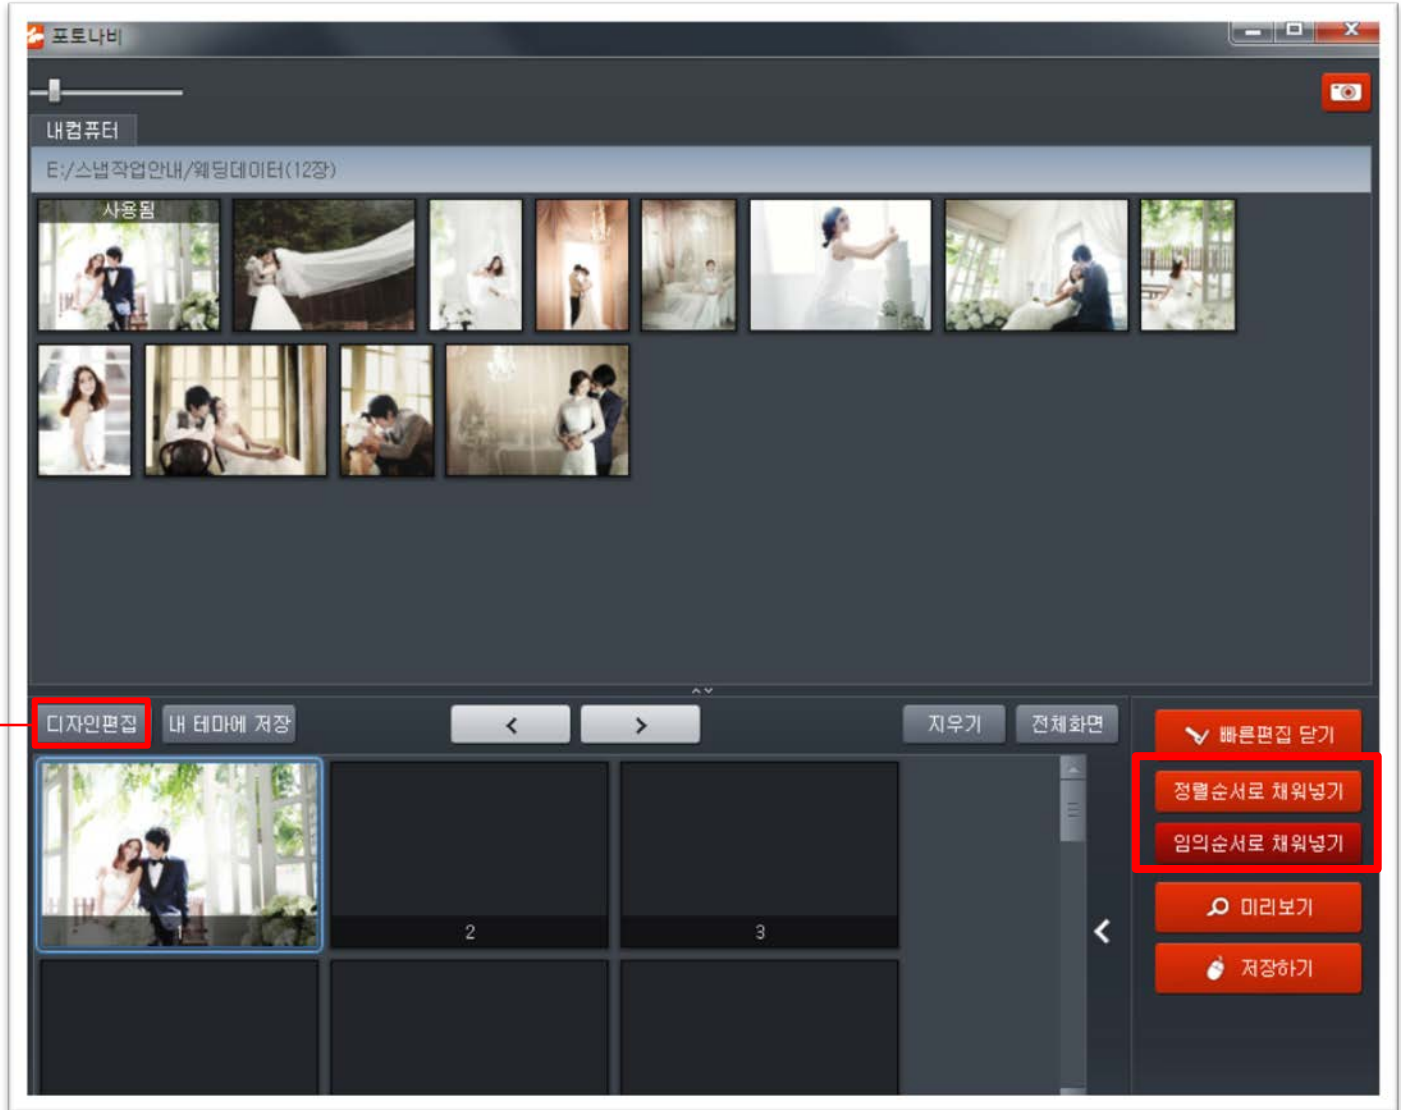 포토나비
내컴퓨터
E:/스냅작업안내/웨딩데이터(12장)
사용됨
디자인편집
내 테마에 저장
<
>
지우기
전체화면
빠른편집 닫기
정렬순서로 채워넣기
임의순서로 채워넣기
미리보기
저장하기
1
2
3